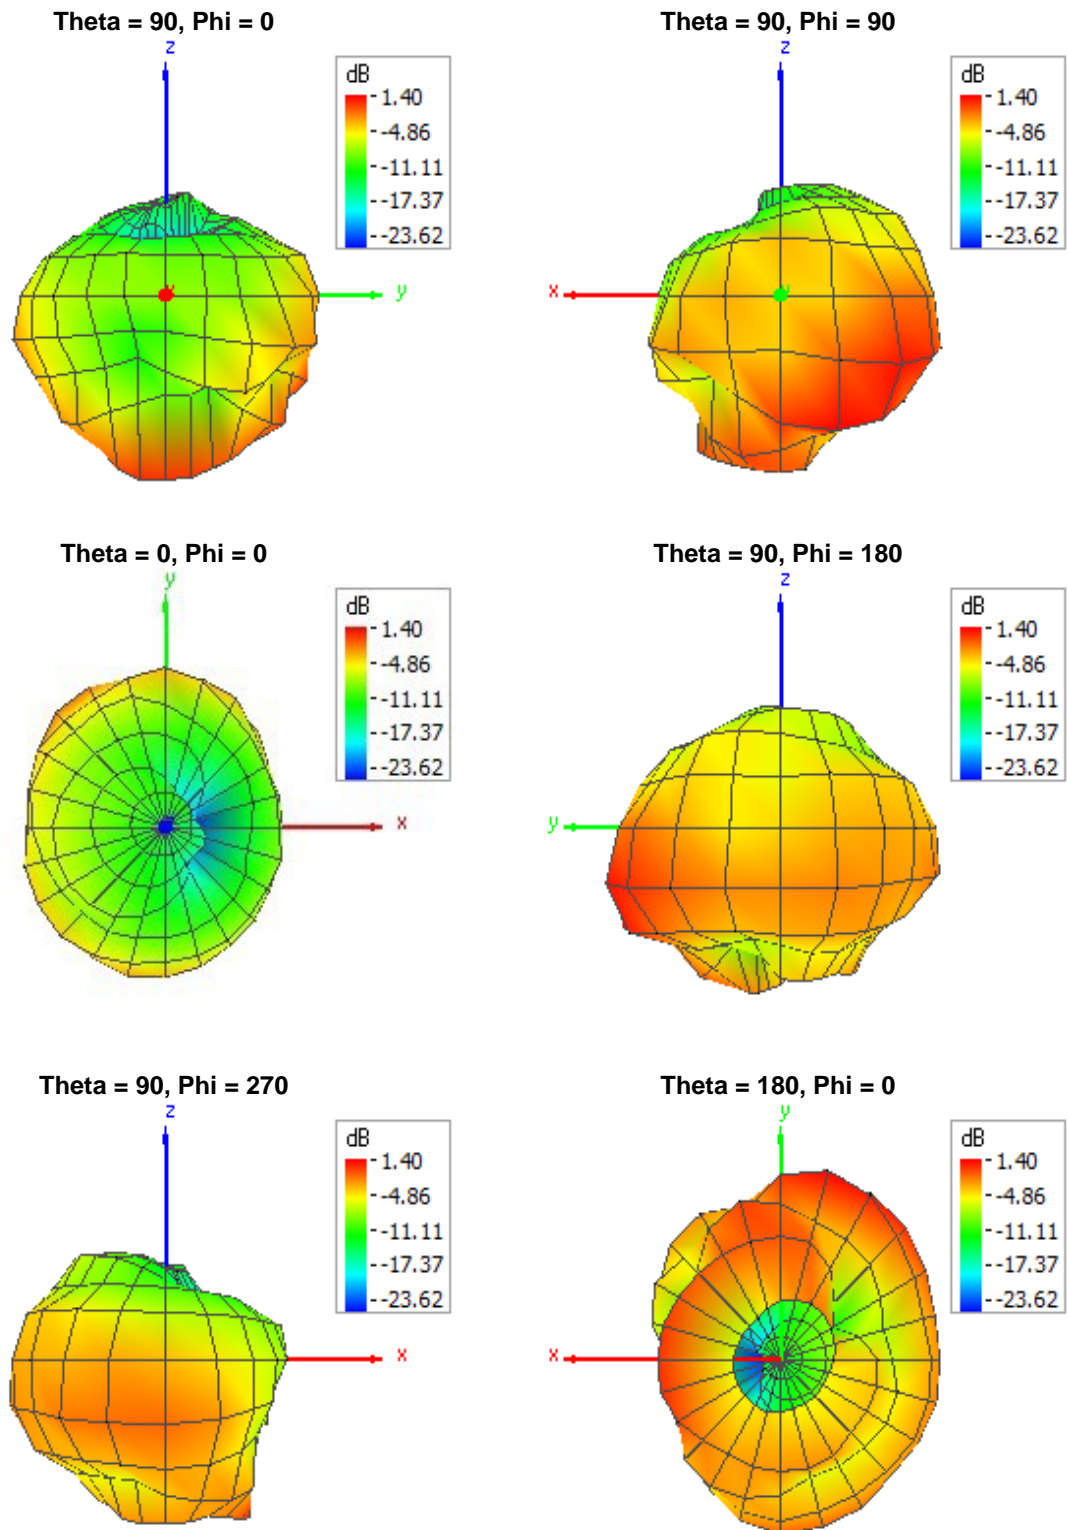 Theta = 90, Phi = 0
z
dB
1.40
-4.86
-11.11
-17.37
-23.62
y
Theta = 90, Phi = 90
z
dB
1.40
-4.86
-11.11
-17.37
-23.62
x
Theta = 0, Phi = 0
y
dB
1.40
-4.86
-11.11
-17.37
-23.62
x
Theta = 90, Phi = 180
z
dB
1.40
-4.86
-11.11
-17.37
-23.62
y
Theta = 90, Phi = 270
z
dB
1.40
-4.86
-11.11
-17.37
-23.62
x
Theta = 180, Phi = 0
y
dB
1.40
-4.86
-11.11
-17.37
-23.62
x